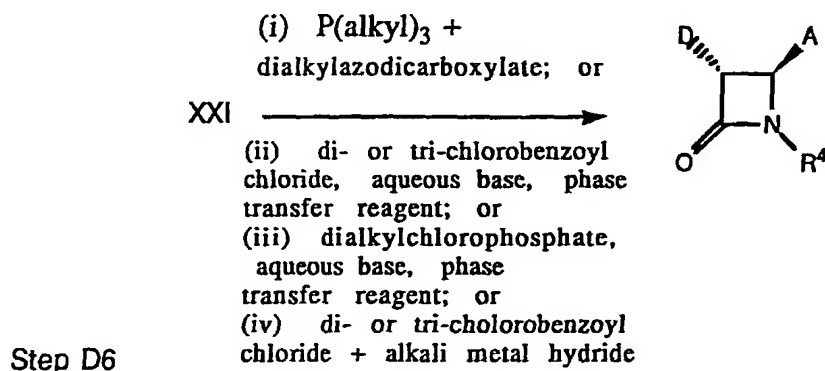 (i) P(alkyl)3 +
dialkylazodicarboxylate; or
XXI
(ii) di- or tri-chlorobenzoyl
chloride, aqueous base, phase
transfer reagent; or
(iii) dialkylchlorophosphate,
aqueous base, phase
transfer reagent; or
(iv) di- or tri-cholorobenzoyl
chloride + alkali metal hydride
Step D6
D A
O N
R4